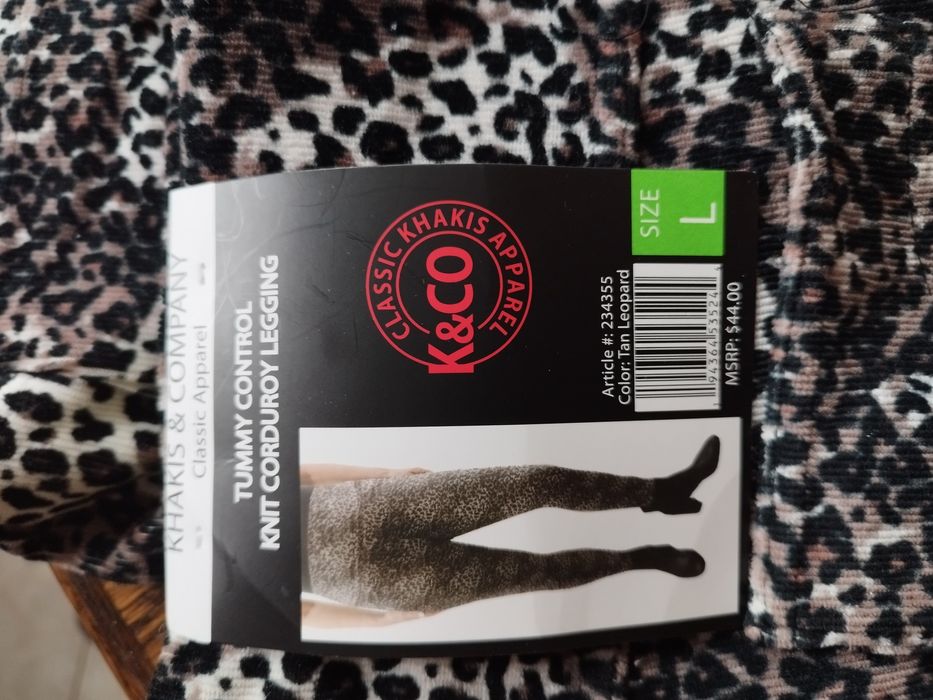 KHAKIS & COMPANY
Classic Apparel
TUMMY CONTROL
KNIT CORDUROY LEGGING
CLASSIC KHAKIS APPAREL
K&CO
SIZE
L
Article #: 234355
Color: Tan Leopard
MSRP: $44.00